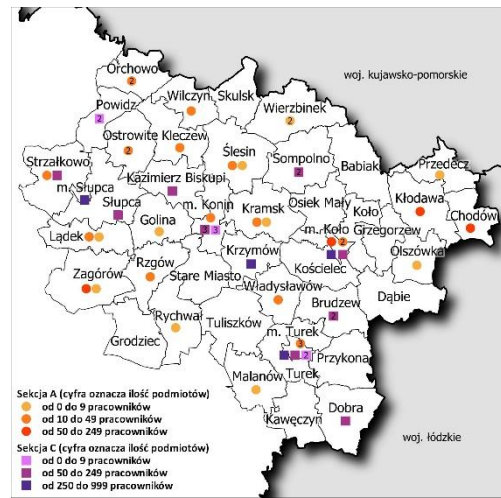 woj. kujawsko-pomorskie
Orchowo
2
Powidz
2
Wilczyn
Skulsk
Wierzbinek
2
Ostrowite
2
Kleczew
Ślesin
Sompolno
2
Babiak
Przedecz
Strzałkowo
m. Słupca
Słupca
Kazimierz Biskupi
m. Konin
3
3
Kramsk
Osiek Mały
Koło
Kłodawa
Chodów
Golina
m. Koło
2
Grzegorzew
Lądek
Krzymów
Kościelec
Olszówka
Zagórów
Rzgów
Stare Miasto
Władysławów
Brudzew
2
Dąbie
Grodziec
Rychwał
Tuliszków
m. Turek
3
2
Turek
Przykona
Malanów
Kawęczyn
Dobra
woj. łódzkie
Sekcja A (cyfra oznacza ilość podmiotów)
od 0 do 9 pracowników
od 10 do 49 pracowników
od 50 do 249 pracowników
Sekcja C (cyfra oznacza ilość podmiotów)
od 0 do 9 pracowników
od 50 do 249 pracowników
od 250 do 999 pracowników